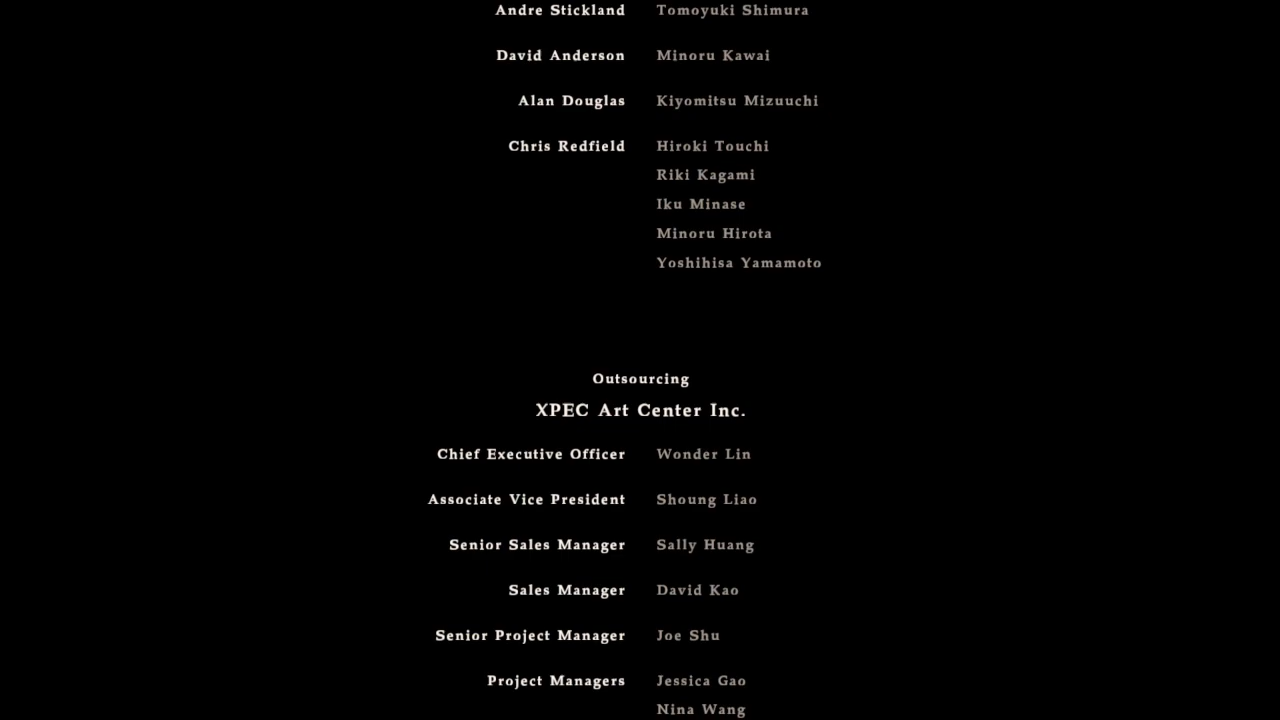 Andre Stickland Tomoyuki Shimura
David Anderson Minoru Kawai
Alan Douglas Kiyomitsu Mizuuchi
Chris Redfield Hiroki Touchi
Riki Kagami
Iku Minase
Minoru Hirota
Yoshihisa Yamamoto
Outsourcing
XPEC Art Center Inc.
Chief Executive Officer Wonder Lin
Associate Vice President Shoung Liao
Senior Sales Manager Sally Huang
Sales Manager David Kao
Senior Project Manager Joe Shu
Project Managers Jessica Gao
Nina Wang